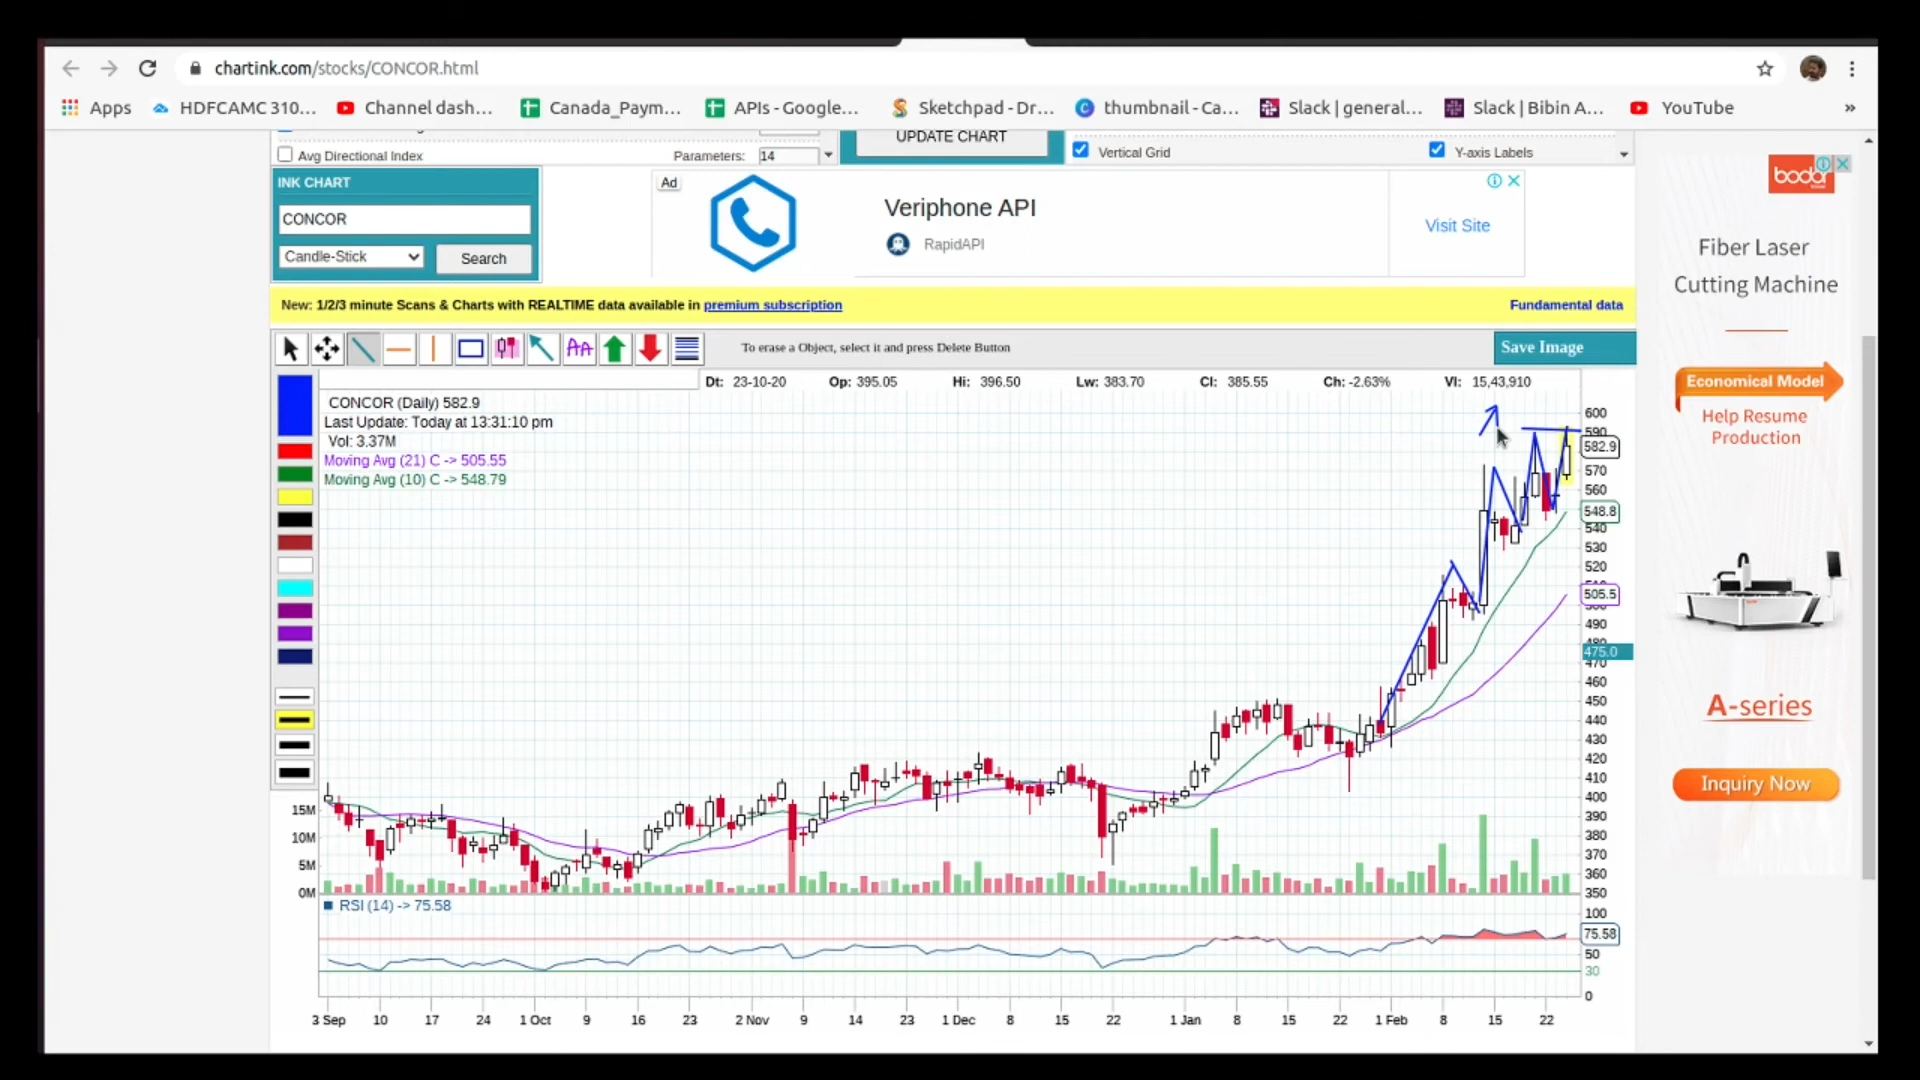 chartink.com/stocks/CONCOR.html
Apps HDFCAMC 310... Channel dash... Canada_Paym... APIs - Google... Sketchpad - Dr... thumbnail - Ca... Slack | general... Slack | Bibin A... YouTube »
UPDATE CHART
Avg Directional Index Parameters: 14 Vertical Grid Y-axis Labels
INK CHART
CONCOR
Candle-Stick Search
Ad
Veriphone API
RapidAPI
Visit Site
New: 1/2/3 minute Scans & Charts with REALTIME data available in premium subscription Fundamental data
AA To erase a Object, select it and press Delete Button Save Image
Dt: 23-10-20 Op: 395.05 Hi: 396.50 Lw: 383.70 Cl: 385.55 Ch: -2.63% Vl: 15,43,910
CONCOR (Daily) 582.9
Last Update: Today at 13:31:10 pm
Vol: 3.37M
Moving Avg (21) C -> 505.55
Moving Avg (10) C -> 548.79
600
590
582.9
570
560
548.8
540
530
520
505.5
490
475.0
470
460
450
440
430
420
410
400
390
380
370
360
350
15M
10M
5M
0M
RSI (14) -> 75.58
100
75.58
50
30
0
3 Sep 10 17 24 1 Oct 9 16 23 2 Nov 9 14 23 1 Dec 8 15 22 1 Jan 8 15 22 1 Feb 8 15 22
Fiber Laser
Cutting Machine
Economical Model
Help Resume
Production
A-series
Inquiry Now